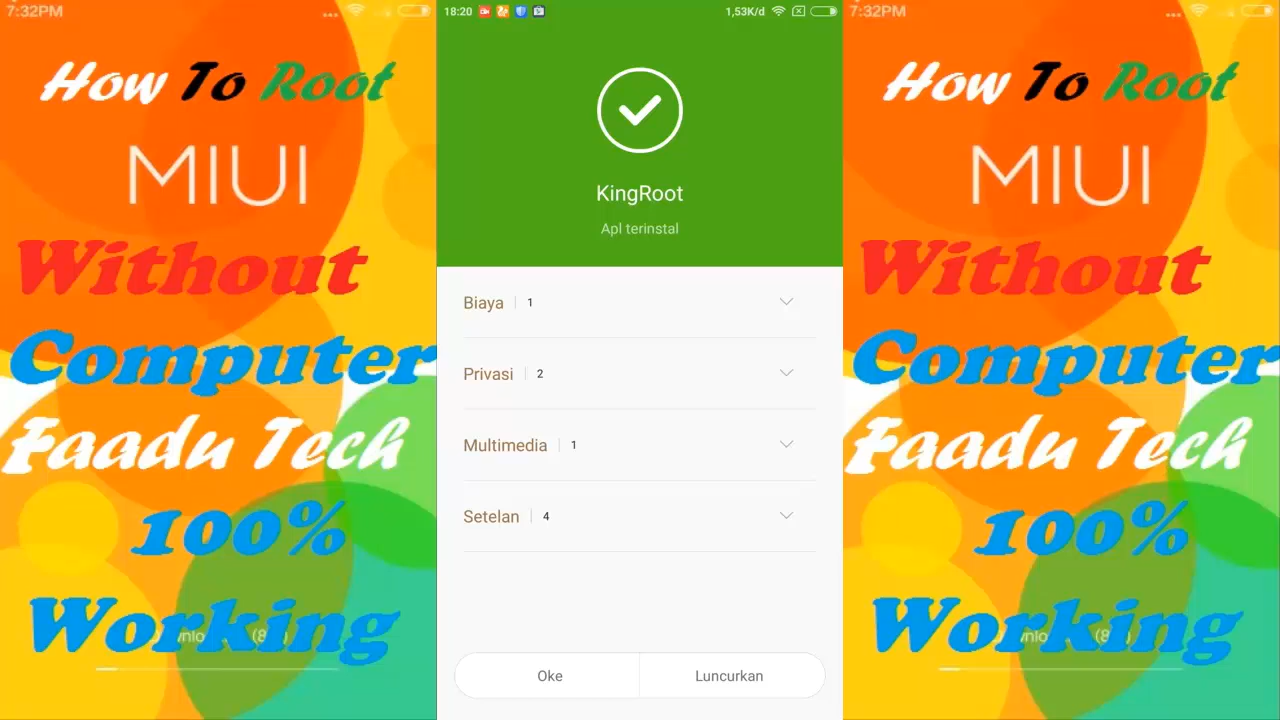 7:32PM
How To Root
MIUI
Without
Computer
Faadu Tech
100%
Working
18:20
1,53K/d
KingRoot
Apl terinstal
Biaya 1
Privasi 2
Multimedia 1
Setelan 4
Oke
Luncurkan
7:32PM
How To Root
MIUI
Without
Computer
Faadu Tech
100%
Working